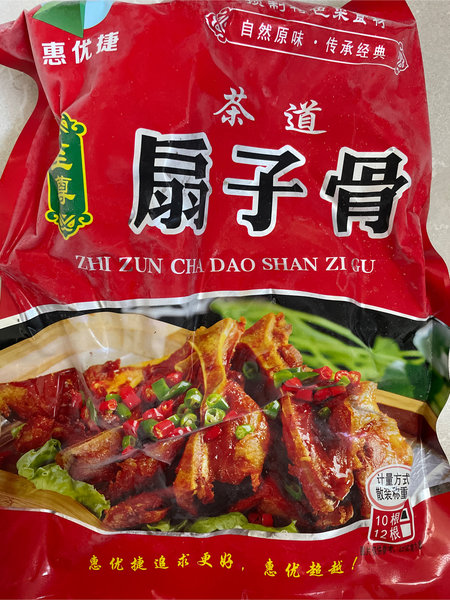 惠优捷
自然原味·传承经典
至尊
茶道
扇子骨
ZHI ZUN CHA DAO SHAN ZI GU
计量方式
散装称重
10根
12根
惠优捷追求更好,惠优超越!